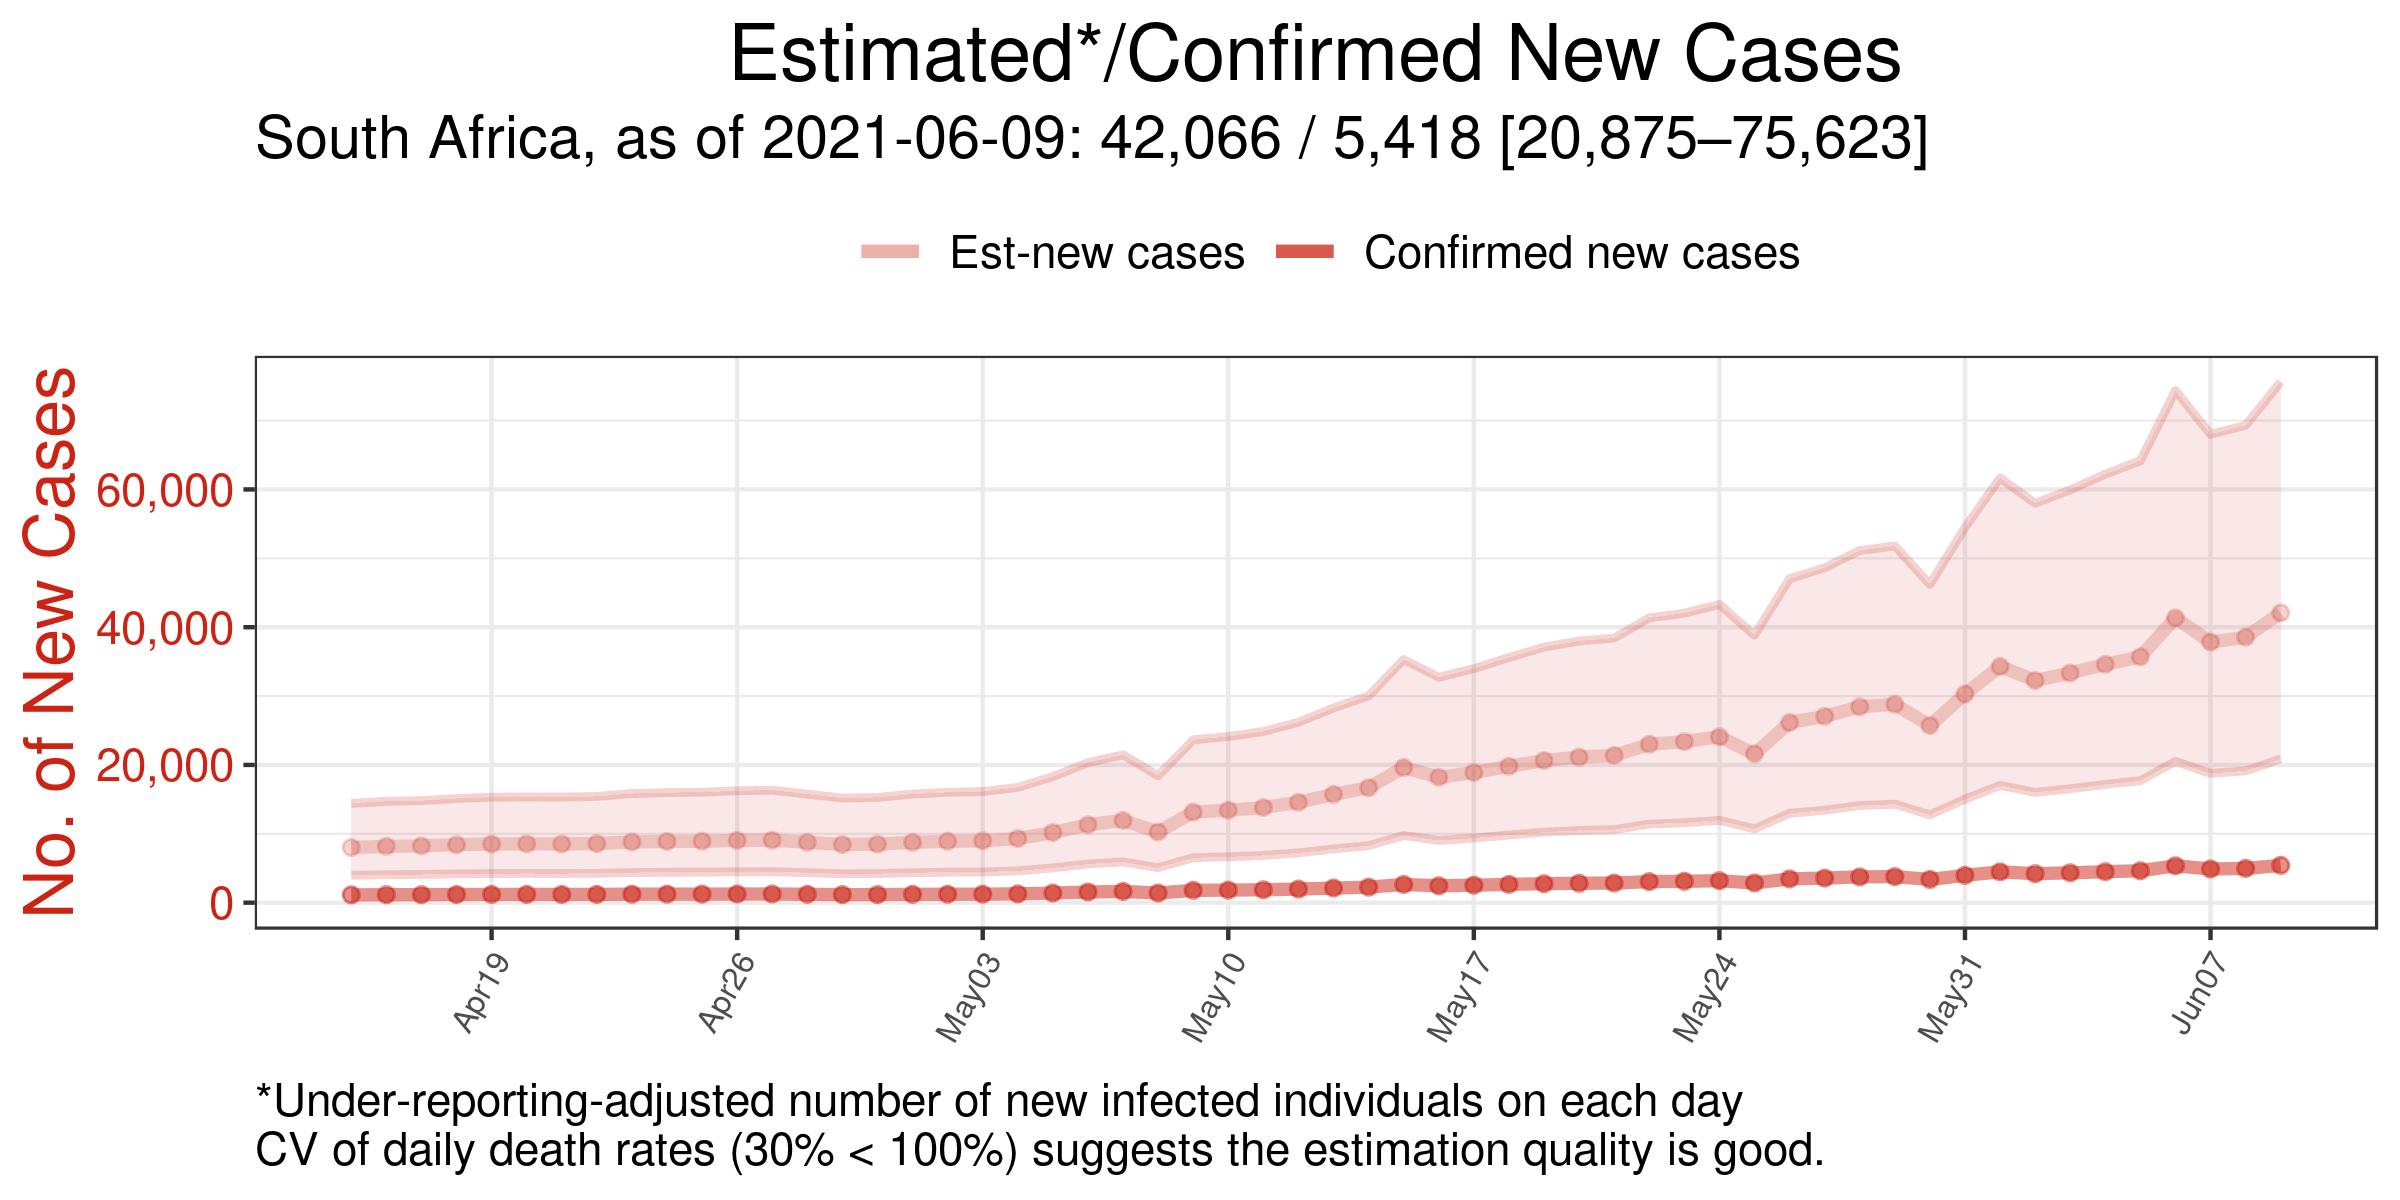 Estimated*/Confirmed New Cases
South Africa, as of 2021-06-09: 42,066 / 5,418 [20,875–75,623]
Est-new cases
Confirmed new cases
No. of New Cases
60,000
40,000
20,000
0
Apr19
Apr26
May03
May10
May17
May24
May31
Jun07
*Under-reporting-adjusted number of new infected individuals on each day
CV of daily death rates (30% < 100%) suggests the estimation quality is good.